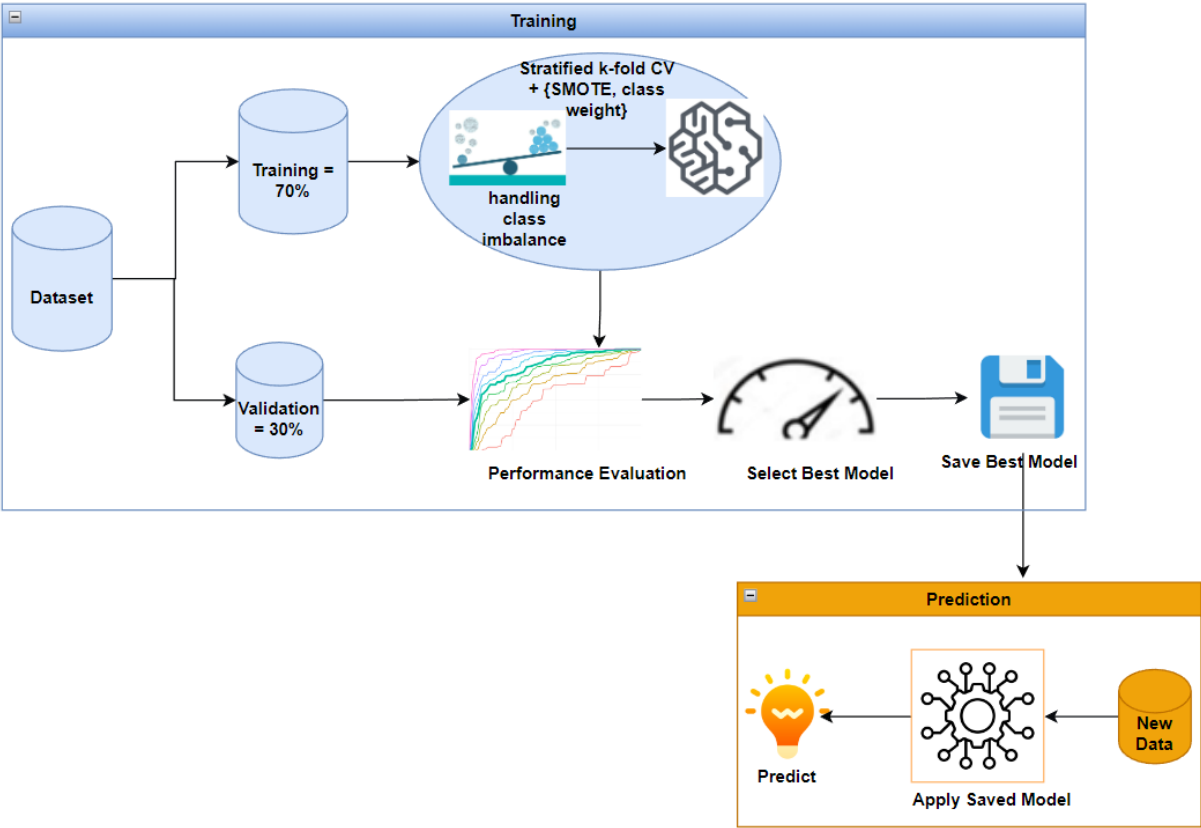 Training
Stratified k-fold CV
+ {SMOTE, class
weight}
Training =
70%
handling
class
imbalance
Dataset
Validation
= 30%
Performance Evaluation
Select Best Model
Save Best Model
Prediction
New
Data
Predict
Apply Saved Model